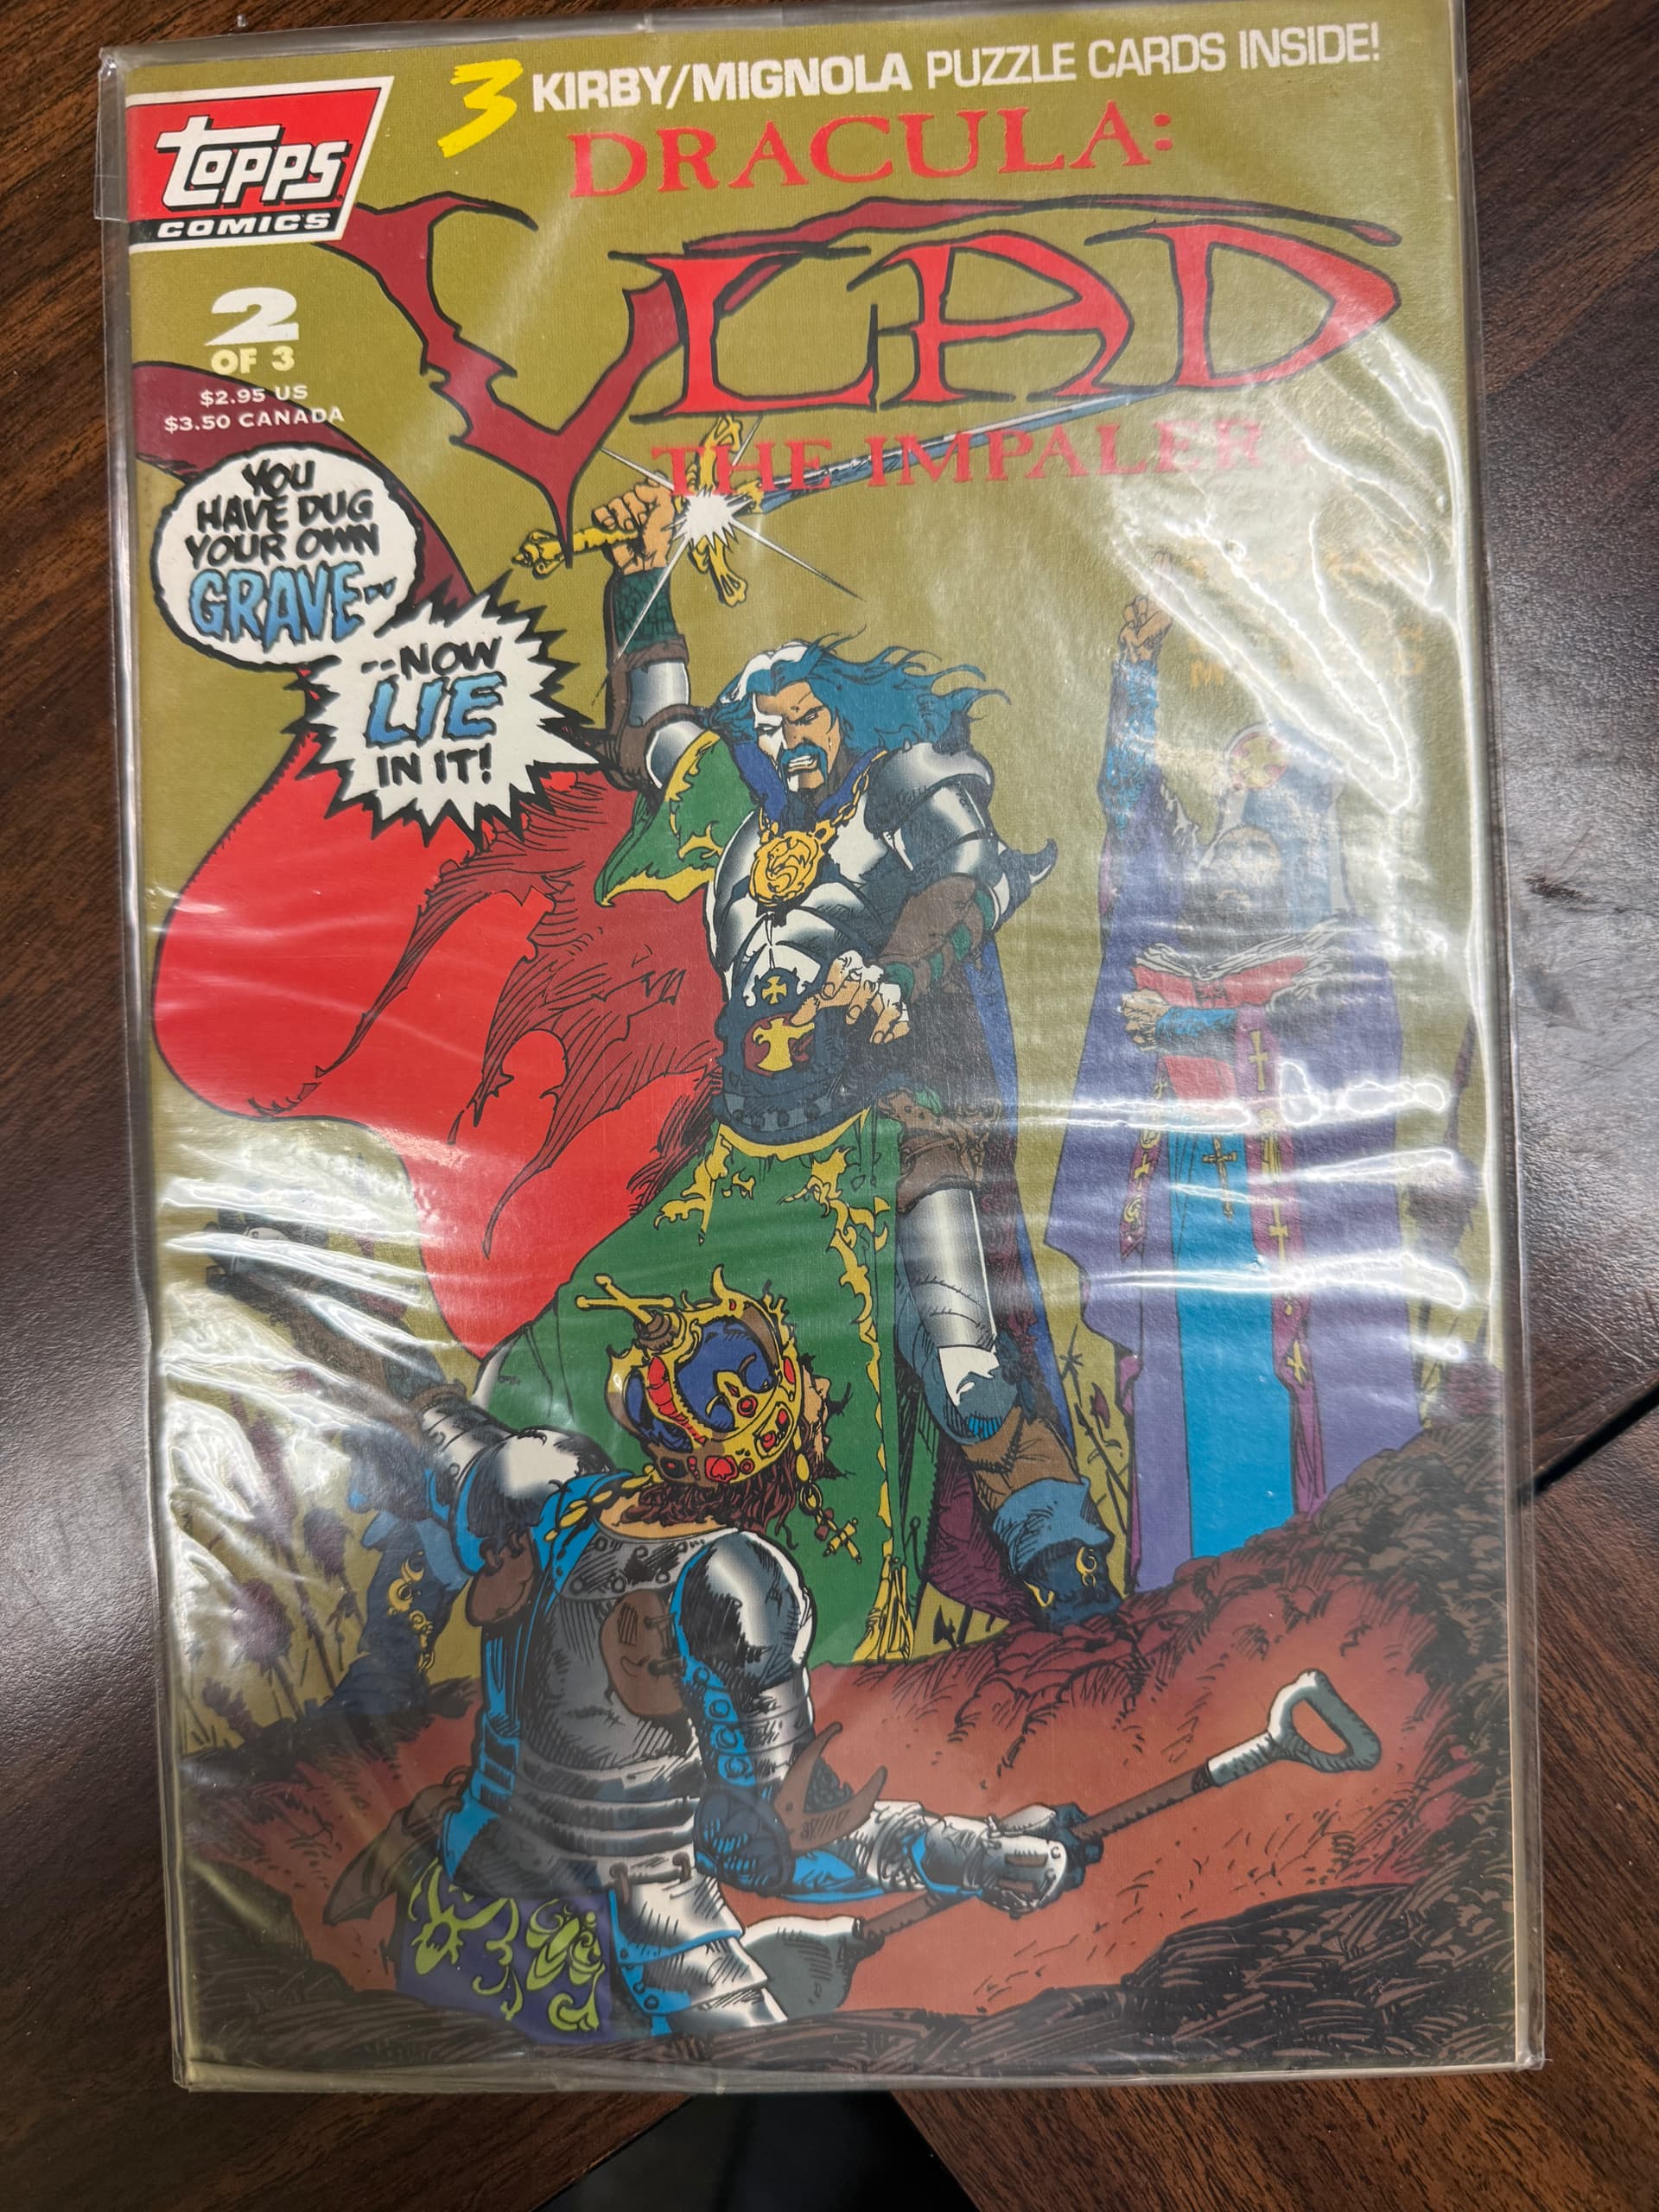 3 KIRBY/MIGNOLA PUZZLE CARDS INSIDE!
topps
COMICS
DRACULA:
VLAD
THE IMPALER
2
OF 3
$2.95 US
$3.50 CANADA
YOU
HAVE DUG
YOUR OWN
GRAVE--
--NOW
LIE
IN IT!